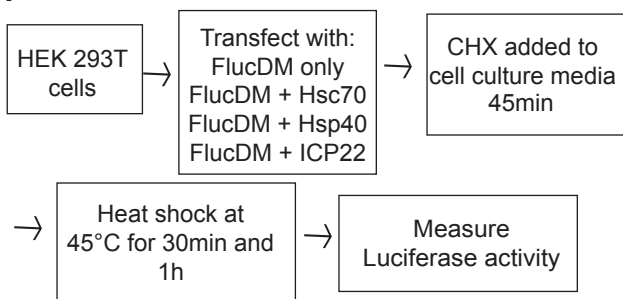 HEK 293T
cells
Transfect with:
FlucDM only
FlucDM + Hsc70
FlucDM + Hsp40
FlucDM + ICP22
CHX added to
cell culture media
45min
Heat shock at
45°C for 30min and
1h
Measure
Luciferase activity